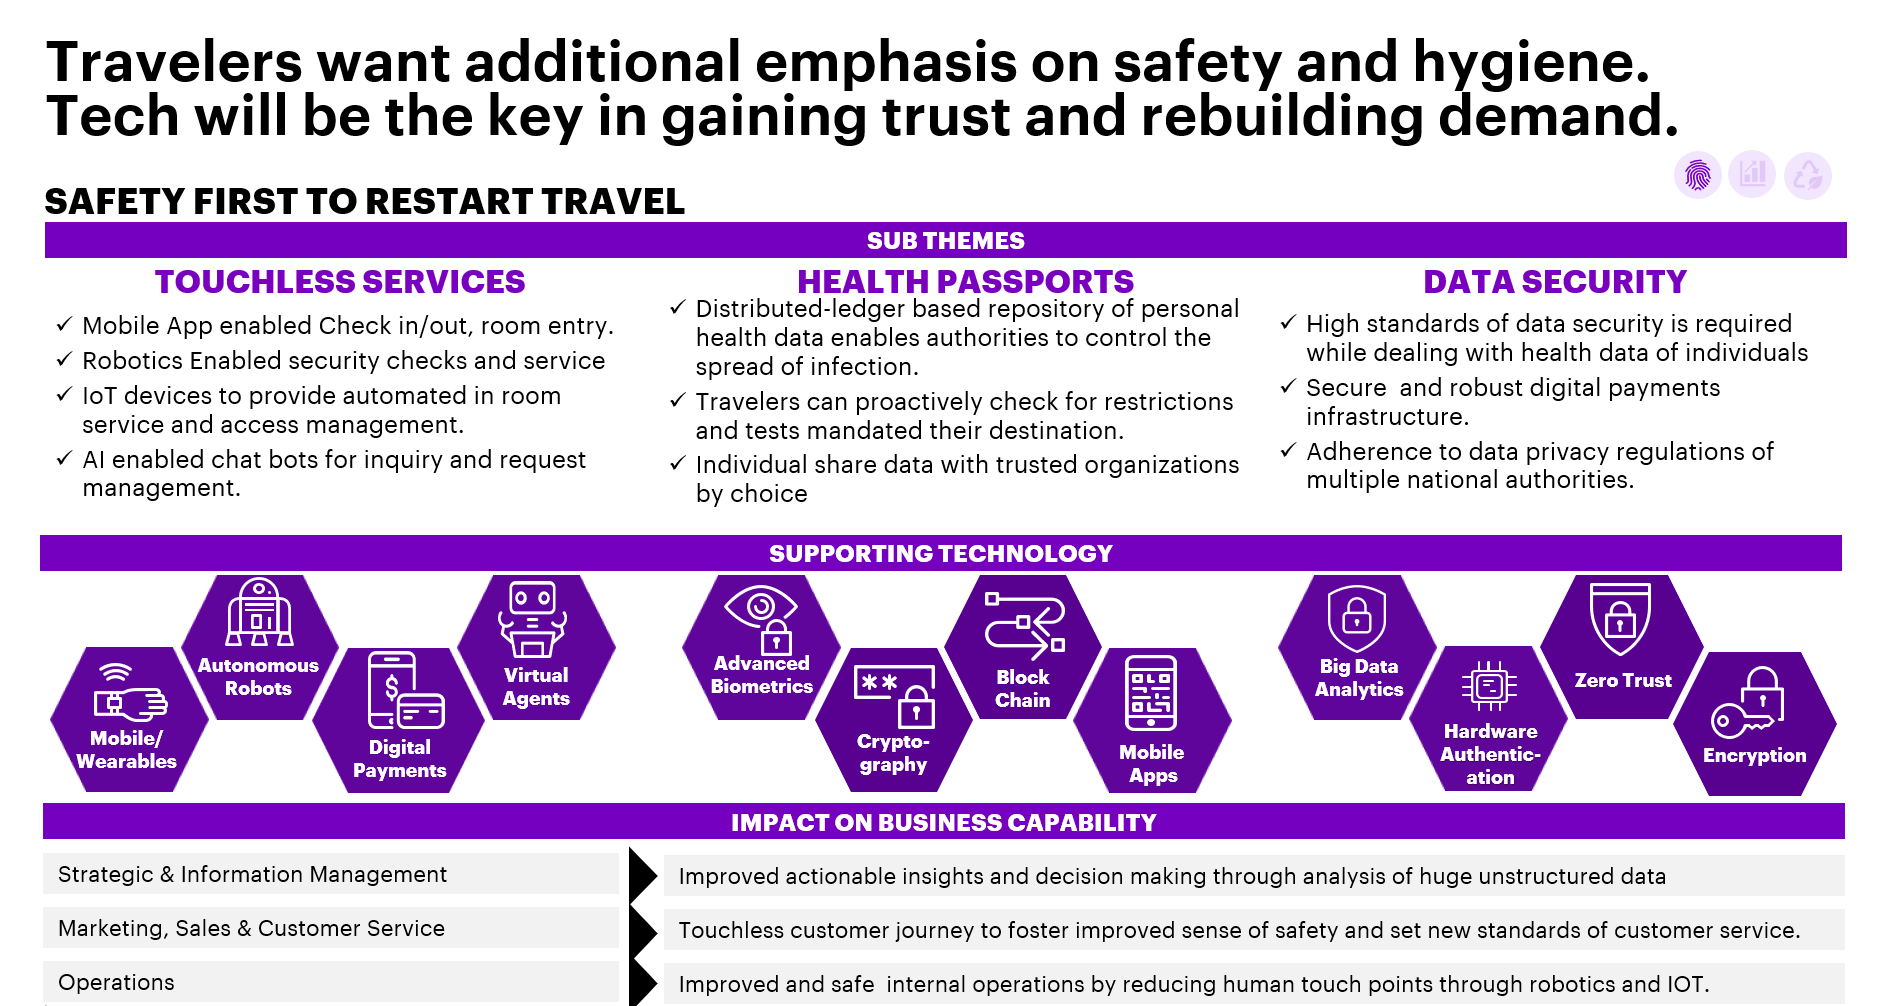 Travelers want additional emphasis on safety and hygiene.
Tech will be the key in gaining trust and rebuilding demand.
SAFETY FIRST TO RESTART TRAVEL
SUB THEMES
TOUCHLESS SERVICES
Mobile App enabled Check in/out, room entry.
Robotics Enabled security checks and service
IoT devices to provide automated in room
service and access management.
AI enabled chat bots for inquiry and request
management.
HEALTH PASSPORTS
Distributed-ledger based repository of personal
health data enables authorities to control the
spread of infection.
Travelers can proactively check for restrictions
and tests mandated their destination.
Individual share data with trusted organizations
by choice
DATA SECURITY
High standards of data security is required
while dealing with health data of individuals
Secure  and robust digital payments
infrastructure.
Adherence to data privacy regulations of
multiple national authorities.
SUPPORTING TECHNOLOGY
Mobile/
Wearables
Autonomous
Robots
$
Digital
Payments
Virtual
Agents
Advanced
Biometrics
**
Crypto-
graphy
Block
Chain
Mobile
Apps
Big Data
Analytics
Hardware
Authentic-
ation
Zero Trust
Encryption
IMPACT ON BUSINESS CAPABILITY
Strategic & Information Management
Improved actionable insights and decision making through analysis of huge unstructured data
Marketing, Sales & Customer Service
Touchless customer journey to foster improved sense of safety and set new standards of customer service.
Operations
Improved and safe  internal operations by reducing human touch points through robotics and IOT.